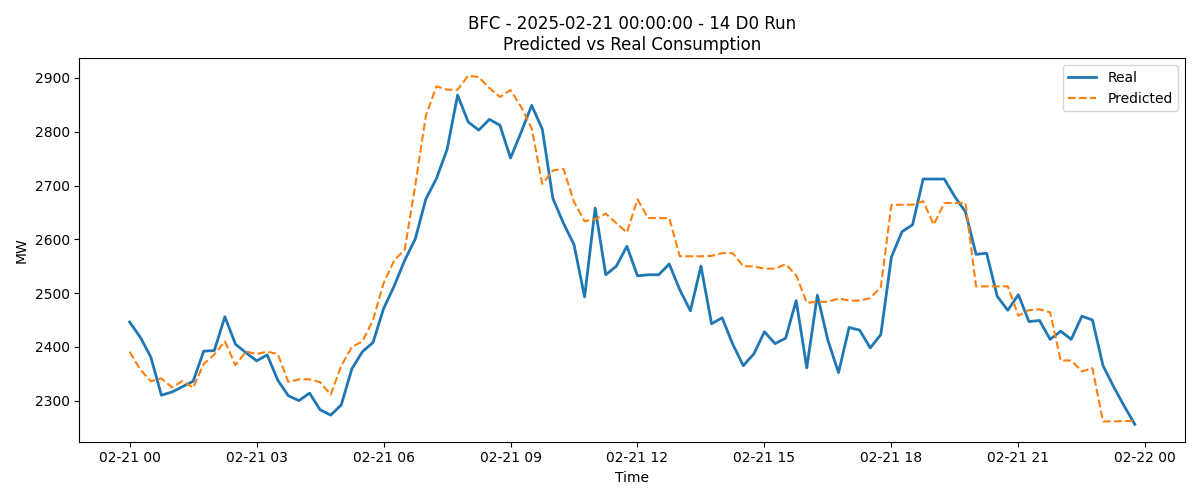 BFC - 2025-02-21 00:00:00 - 14 D0 Run
Predicted vs Real Consumption
Real
Predicted
2900
2800
2700
2600
2500
2400
2300
MW
02-21 00
02-21 03
02-21 06
02-21 09
02-21 12
02-21 15
02-21 18
02-21 21
02-22 00
Time